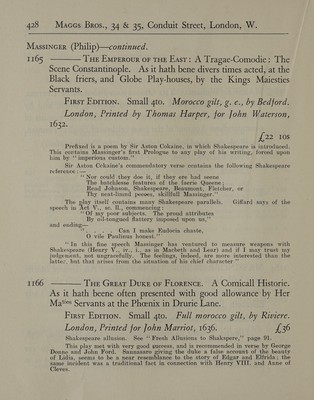 428 MAGGS BROS., 34 & 35, Conduit Street, London, W.
MASSINGER (Philip)—continued.
1165 ——— THE EMPEROUR OF THE EAST: A Tragae-Comodie: The
Scene Constantinople. As it hath bene divers times acted, at the
Black friers, and Globe Play-houses, by the Kings Maiesties
Servants.
FIRST EDITION. Small 4to. Morocco gilt, g. e., by Bedford.
London, Printed by Thomas Harper, for John Waterson,
1632.
£22 10s
Prefixed is a poem by Sir Aston Cokaine, in which Shakespeare is introduced.
This contains Massinger's first Prologue to any play of his writing, forced upon
him by "imperious custom."
Sir Aston Cokaine's commendatory verse contains the following Shakespeare
reference:—
"Nor could they doe it, if they are had seene
The hatchless features of the faerie Queene;
Read Johnson, Shakespeare, Beaumont, Fletcher, or
Thy neat-limnd peeces, skillfull Massinger."
The play itself contains many Shakespeare parallels. Giffard says of the
speech in Act V., sc. II., commencing:
"Of my poor subjects. The proud attributes
By oil-tongued flattery imposed upon us,"
and ending—
. . . Can I make Eudocia chaste,
O vile Paulinus honest."
"In this fine speech Massinger has ventured to measure weapons with
Shakespeare (Henry V., iv., i., as in Macbeth and Lear) and if I may trust my
judgement, not ungracefully. The feelings, indeed, are more interested than the
latter, but that arises from the situation of his chief character"
1166 ——— THE GREAT DUKE OF FLORENCE. A Comicall Historie.
As it hath beene often presented with good allowance by Her
Ma^ties Servants at the Phœnix in Drurie Lane.
FIRST EDITION. Small 4to. Full morocco gilt, by Riviere.
London, Printed for John Marriot, 1636. £36
Shakespeare allusion. See "Fresh Allusions to Shakspere," page 91.
This play met with very good success, and is recommended in verse by George
Donne and John Ford. Sannasaro giving the duke a false account of the beauty
of Lidia, seems to be a near resemblance to the story of Edgar and Elfrida; the
same incident was a traditional fact in connection with Henry VIII. and Anne of
Cleves.